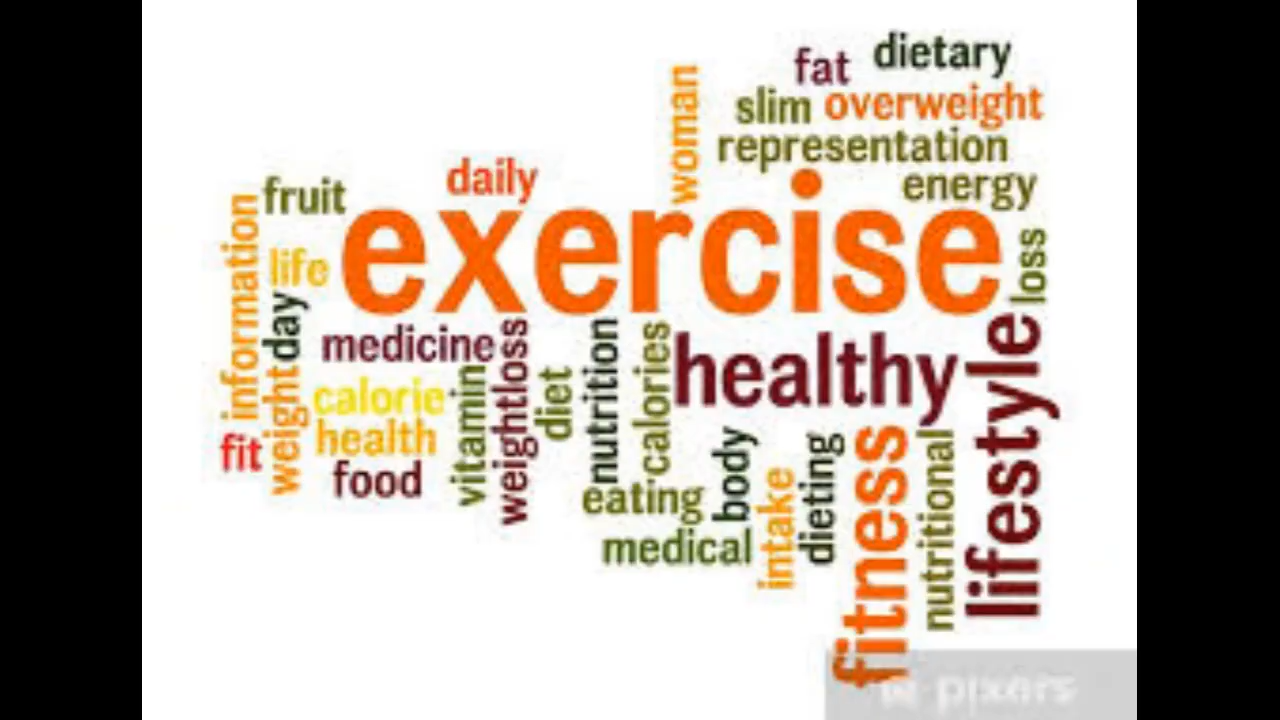 fat
dietary
woman
slim
overweight
representation
energy
daily
fruit
information
life
exercise
loss
day
medicine
weightloss
nutrition
calories
healthy
lifestyle
weight
calorie
vitamin
diet
fit
health
food
eating
body
dieting
fitness
nutritional
intake
medical
pixers